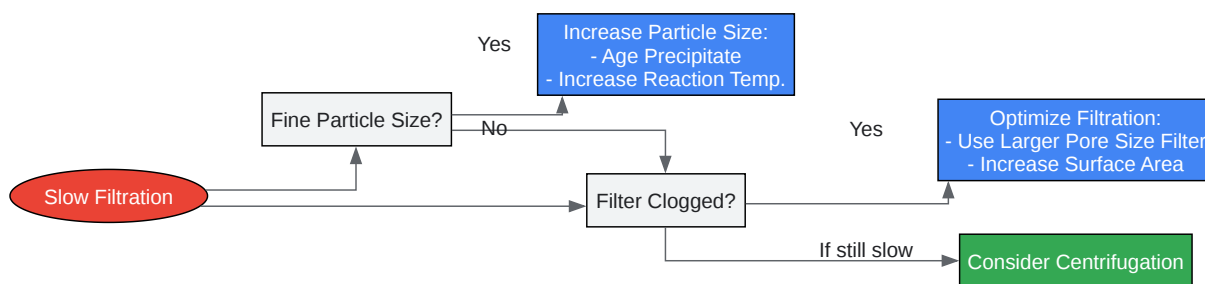 Yes
Increase Particle Size:
- Age Precipitate
- Increase Reaction Temp.
Fine Particle Size?
No
Yes
Optimize Filtration:
- Use Larger Pore Size Filter
- Increase Surface Area
Slow Filtration
Filter Clogged?
If still slow
Consider Centrifugation